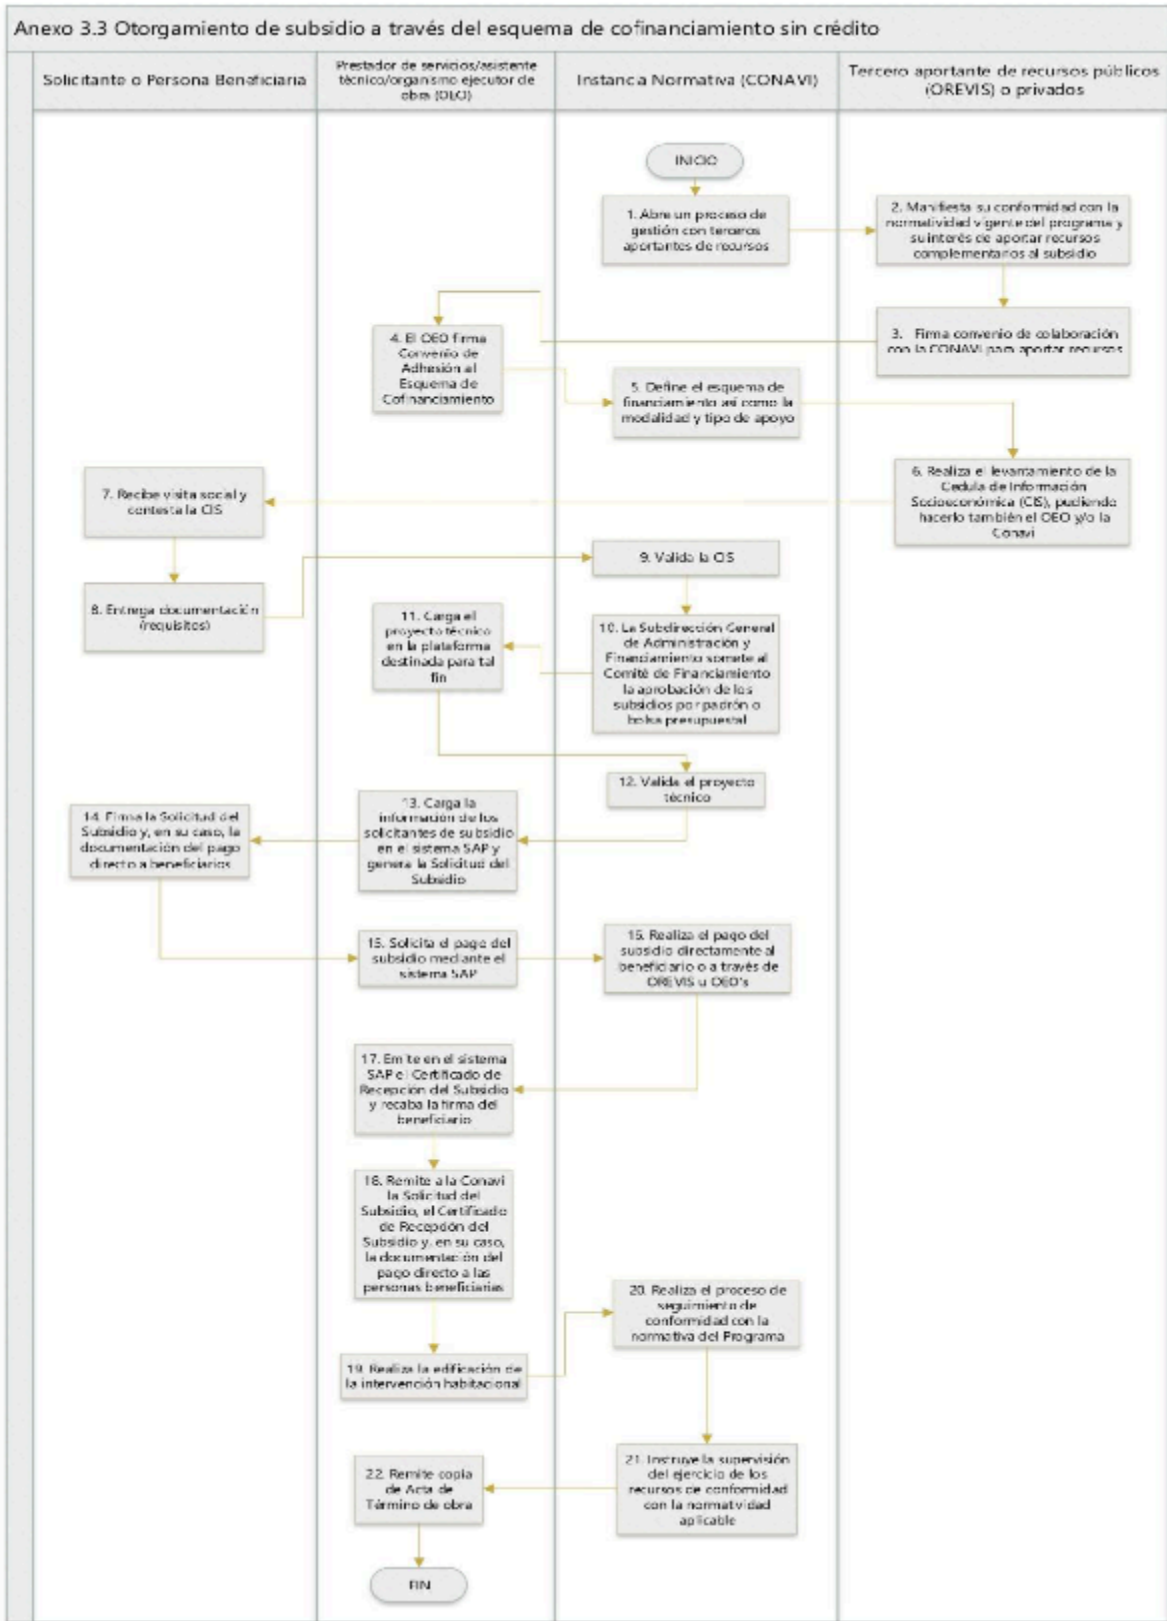 Anexo 3.3 Otorgamiento de subsidio a través del esquema de cofinanciamiento sin crédito
Solicitante o Persona Beneficiaria
Prestador de servicios/asistente
técnico/organismo ejecutor de
obra (OEO)
Instancia Normativa (CONAVI)
Tercero aportante de recursos públicos
(OREVIS) o privados
INICIO
1. Abre un proceso de
gestión con terceros
aportantes de recursos
2. Manifiesta su conformidad con la
normatividad vigente del programa y
su interés de aportar recursos
complementarios al subsidio
3. Firma convenio de colaboración
con la CONAVI para aportar recursos
4. El OEO firma
Convenio de
Adhesión al
Esquema de
Cofinanciamiento
5. Define el esquema de
financiamiento así como la
modalidad y tipo de apoyo
6. Realiza el levantamiento de la
Cedula de Información
Socioeconómica (CIS), pudiendo
hacerlo también el OEO y/o la
Conavi
7. Recibe visita social y
contesta la CIS
8. Entrega documentación
(requisitos)
9. Valida la CIS
10. La Subdirección General
de Administración y
Financiamiento somete al
Comité de Financiamiento
la aprobación de los
subsidios por padrón o
bolsa presupuestal
11. Carga el
proyecto técnico
en la plataforma
destinada para tal
fin
12. Valida el proyecto
técnico
13. Carga la
información de los
solicitantes de subsidio
en el sistema SAP y
genera la Solicitud del
Subsidio
14. Firma la Solicitud del
Subsidio y, en su caso, la
documentación del pago
directo a beneficiarios
15. Solicita el pago del
subsidio mediante el
sistema SAP
16. Realiza el pago del
subsidio directamente al
beneficiario o a través de
OREVIS u OEO's
17. Emite en el sistema
SAP el Certificado de
Recepción del Subsidio
y recaba la firma del
beneficiario
18. Remite a la Conavi
la Solicitud del
Subsidio, el Certificado
de Recepción del
Subsidio y, en su caso,
la documentación del
pago directo a las
personas beneficiarias
19. Realiza la edificación de
la intervención habitacional
20. Realiza el proceso de
seguimiento de
conformidad con la
normativa del Programa
21. Instruye la supervisión
del ejercicio de los
recursos de conformidad
con la normatividad
aplicable
22. Remite copia
de Acta de
Término de obra
FIN